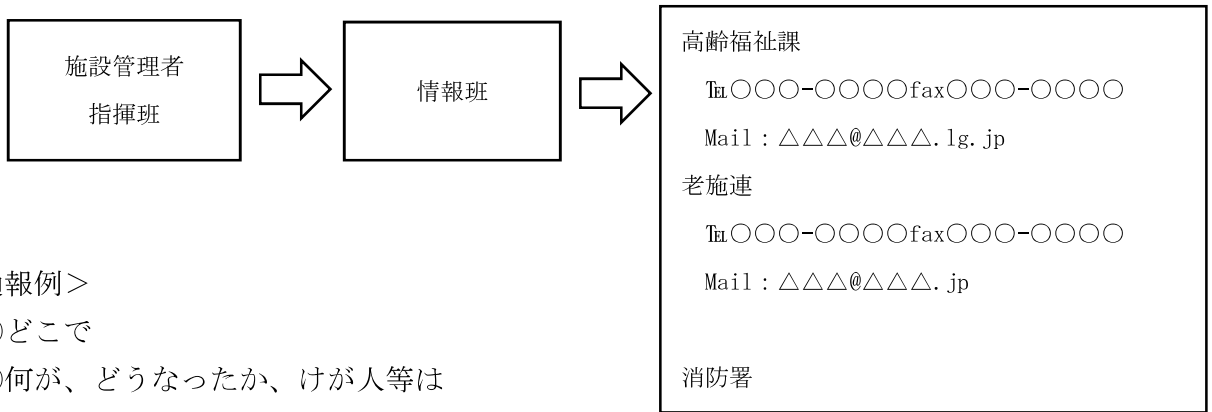 施設管理者
指揮班
情報班
高齢福祉課
℡○○○-○○○○fax○○○-○○○○
Mail：△△△@△△△.lg.jp
老施連
℡○○○-○○○○fax○○○-○○○○
Mail：△△△@△△△.jp
消防署
報例＞
どこで
何が、どうなったか、けが人等は